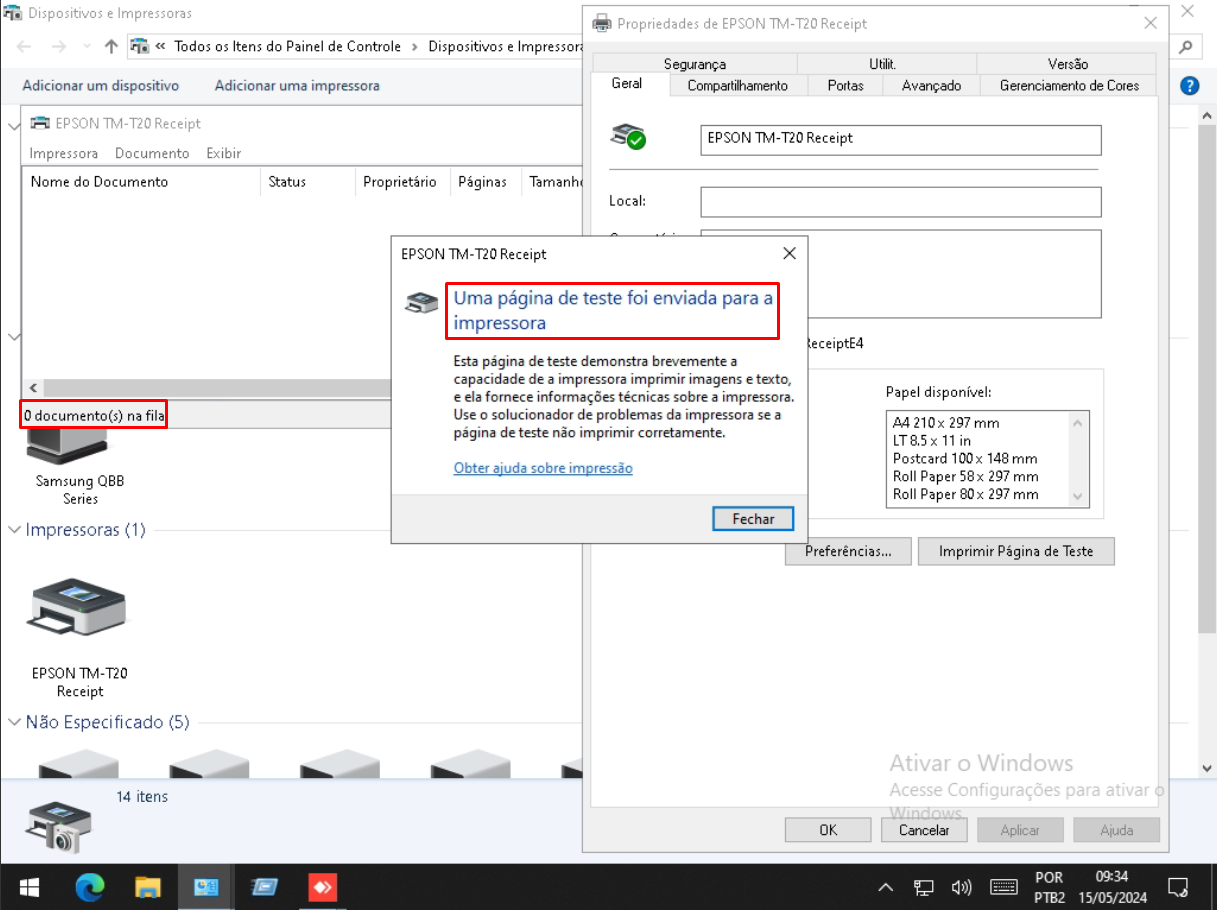 Dispositivos e Impressoras
« Todos os Itens do Painel de Controle › Dispositivos e Impressora
Adicionar um dispositivo Adicionar uma impressora
EPSON TM-T20 Receipt
Impressora Documento Exibir
Nome do Documento Status Proprietário Páginas Tamanho
0 documento(s) na fila
Samsung QBB
Series
Impressoras (1)
EPSON TM-T20
Receipt
Não Especificado (5)
14 itens
Propriedades de EPSON TM-T20 Receipt
Segurança Utilit. Versão
Geral Compartilhamento Portas Avançado Gerenciamento de Cores
EPSON TM-T20 Receipt
Local:
ReceiptE4
Papel disponível:
A4 210 x 297 mm
LT 8.5 x 11 in
Postcard 100 x 148 mm
Roll Paper 58 x 297 mm
Roll Paper 80 x 297 mm
Preferências... Imprimir Página de Teste
EPSON TM-T20 Receipt
Uma página de teste foi enviada para a
impressora
Esta página de teste demonstra brevemente a
capacidade de a impressora imprimir imagens e texto,
e ela fornece informações técnicas sobre a impressora.
Use o solucionador de problemas da impressora se a
página de teste não imprimir corretamente.
Obter ajuda sobre impressão
Fechar
Ativar o Windows
Acesse Configurações para ativar o
Windows.
OK Cancelar Aplicar Ajuda
POR 09:34
PTB2 15/05/2024